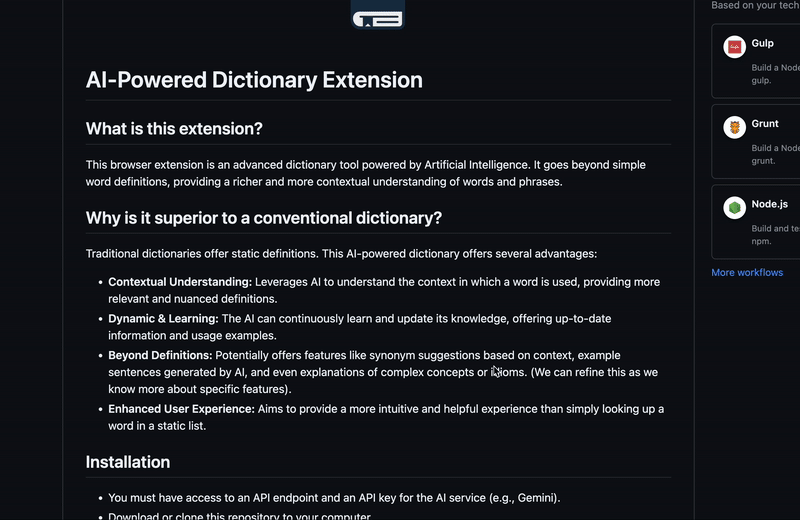 Based on your tech
AI-Powered Dictionary Extension
Gulp
Build a Node
gulp.
What is this extension?
Grunt
Build a Node
grunt.
This browser extension is an advanced dictionary tool powered by Artificial Intelligence. It goes beyond simple
word definitions, providing a richer and more contextual understanding of words and phrases.
Why is it superior to a conventional dictionary?
Node.js
Build and te
npm.
More workflows
Traditional dictionaries offer static definitions. This AI-powered dictionary offers several advantages:
• Contextual Understanding: Leverages AI to understand the context in which a word is used, providing more
relevant and nuanced definitions.
• Dynamic & Learning: The AI can continuously learn and update its knowledge, offering up-to-date
information and usage examples.
• Beyond Definitions: Potentially offers features like synonym suggestions based on context, example
sentences generated by AI, and even explanations of complex concepts or idioms. (We can refine this as we
know more about specific features).
• Enhanced User Experience: Aims to provide a more intuitive and helpful experience than simply looking up a
word in a static list.
Installation
• You must have access to an API endpoint and an API key for the AI service (e.g., Gemini).
• Download or clone this repository to your computer.